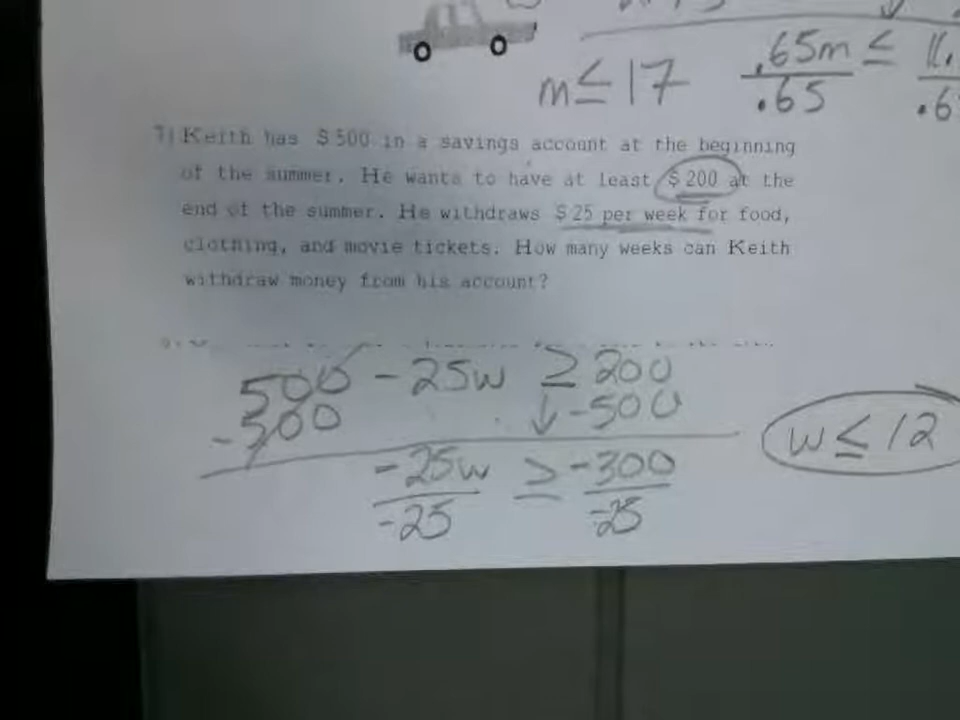 m ≤ 17
.65m ≤
.65
7) Keith has $500 in a savings account at the beginning
of the summer. He wants to have at least $200 at the
end of the summer. He withdraws $25 per week for food,
clothing, and movie tickets. How many weeks can Keith
withdraw money from his account?
500 - 25w ≥ 200
-500 ↓ -500
-25w ≥ -300
-25 -25
w ≤ 12